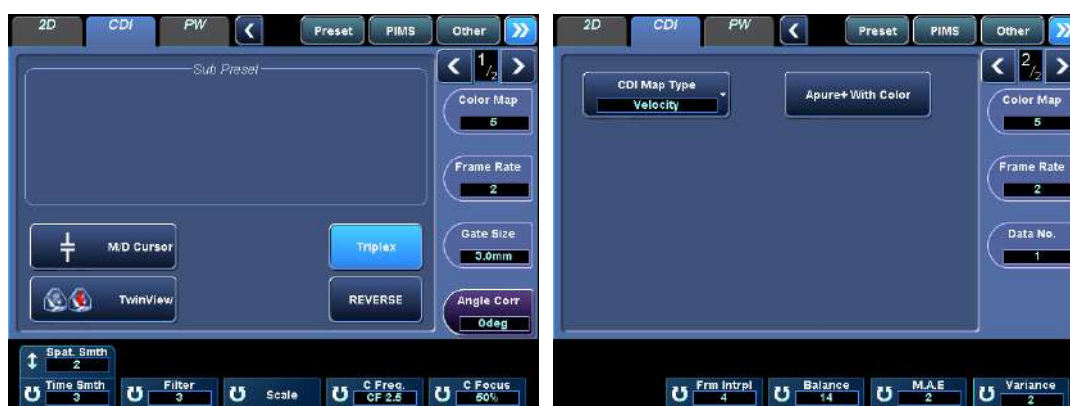 2D CDI PW Preset PIMS Other
Sub Preset
1/2
Color Map
5
Frame Rate
2
M/D Cursor
Triplex
Gate Size
3.0mm
TwinView
REVERSE
Angle Corr
0deg
Spat. Smth
2
Time Smth
3
Filter
3
Scale
C Freq.
CF 2.5
C Focus
50%
2D CDI PW Preset PIMS Other
2/2
CDI Map Type
Velocity
Apure+ With Color
Color Map
5
Frame Rate
2
Data No.
1
Frm Intrpl
4
Balance
14
M.A.E
2
Variance
2